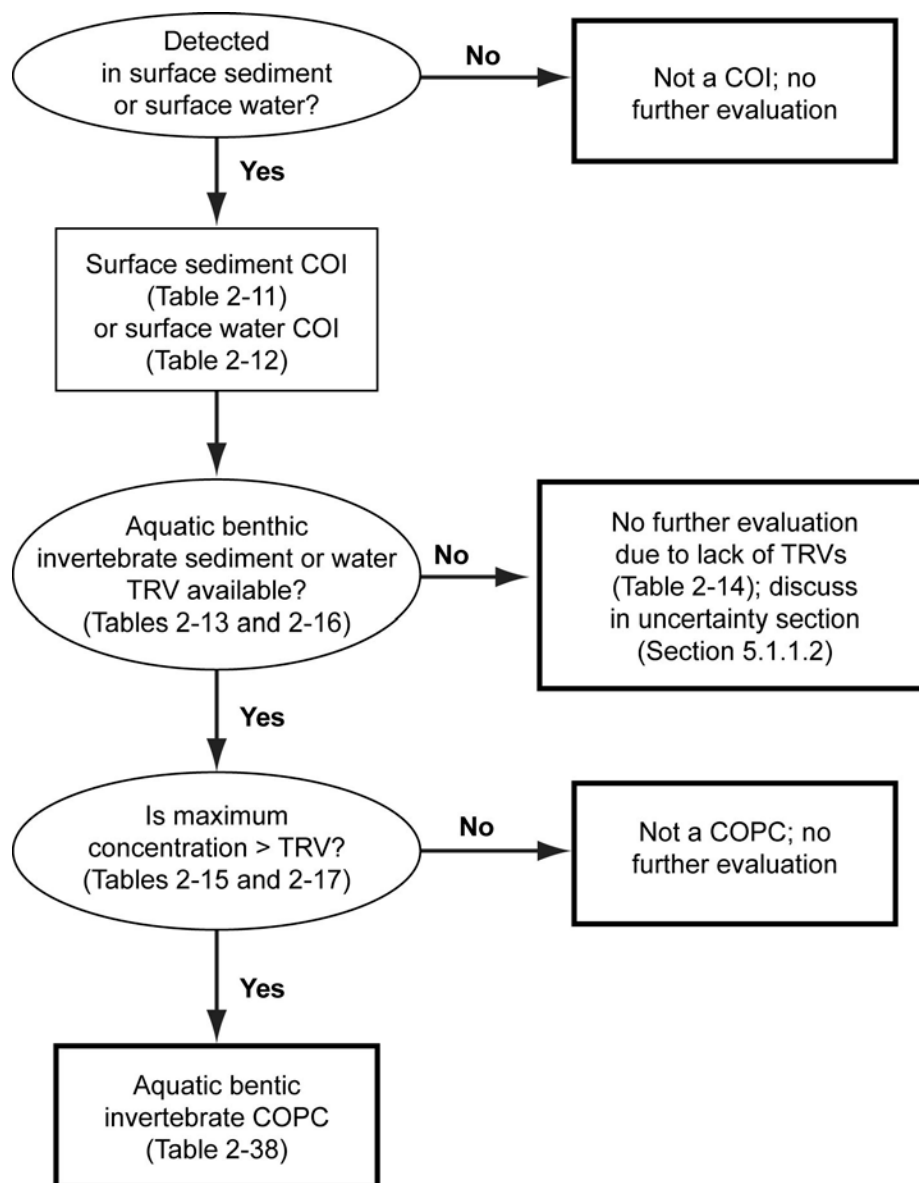 Detected
in surface sediment
or surface water?
No
Not a COI; no
further evaluation
Yes
Surface sediment COI
(Table 2-11)
or surface water COI
(Table 2-12)
Aquatic benthic
invertebrate sediment or water
TRV available?
(Tables 2-13 and 2-16)
No
No further evaluation
due to lack of TRVs
(Table 2-14); discuss
in uncertainty section
(Section 5.1.1.2)
Yes
Is maximum
concentration > TRV?
(Tables 2-15 and 2-17)
No
Not a COPC; no
further evaluation
Yes
Aquatic bentic
invertebrate COPC
(Table 2-38)